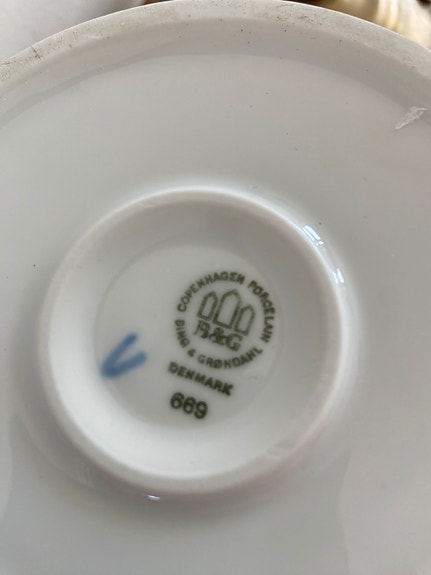 COPENHAGEN PORCELAIN
B&G
BING & GRØNDAHL
DENMARK
669
V